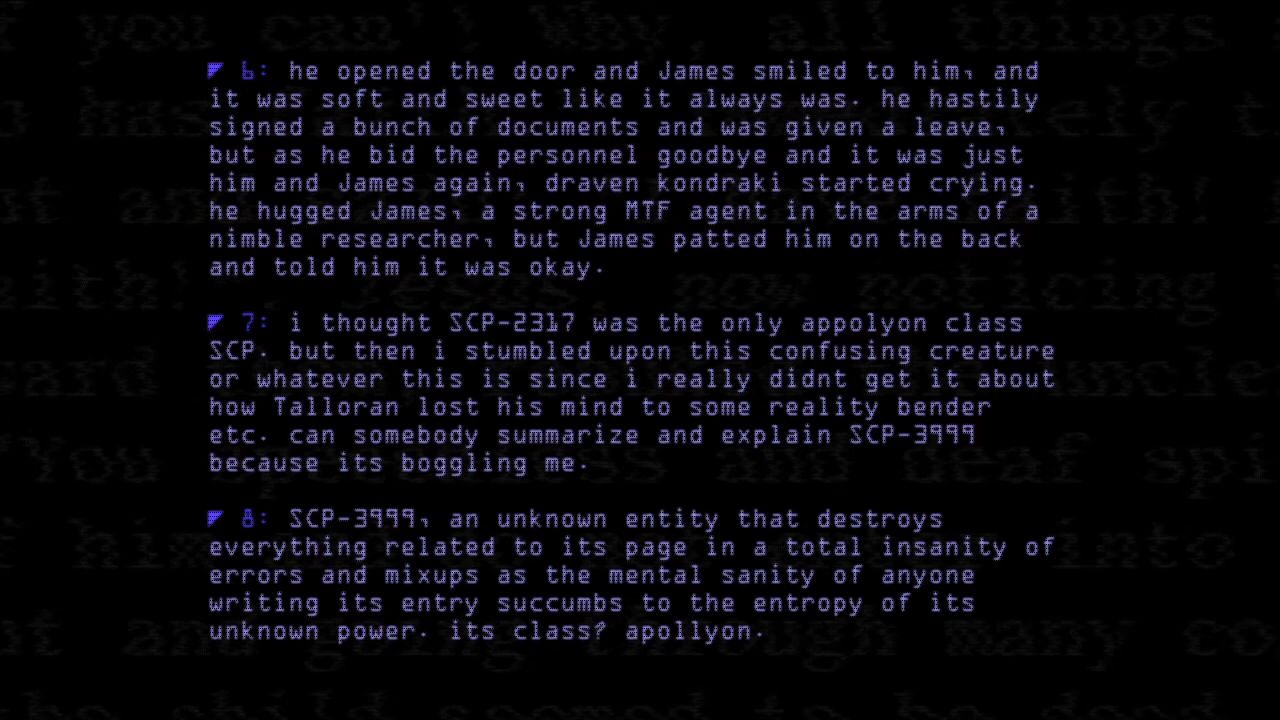 f you can'! Why, all things
6: he opened the door and James smiled to him, and
it was soft and sweet like it always was. he hastily
signed a bunch of documents and was given a leave,
but as he bid the personnel goodbye and it was just
him and James again, draven kondraki started crying.
he hugged James, a strong MTF agent in the arms of a
nimble researcher, but James patted him on the back
and told him it was okay.
Jesus, now noticing
7: i thought SCP-2317 was the only appolyon class
SCP. but then i stumbled upon this confusing creature
or whatever this is since i really didnt get it about
how Talloran lost his mind to some reality bender
etc. can somebody summarize and explain SCP-3999
because its boggling me.
8: SCP-3999, an unknown entity that destroys
everything related to its page in a total insanity of
errors and mixups as the mental sanity of anyone
writing its entry succumbs to the entropy of its
unknown power. its class? apollyon.